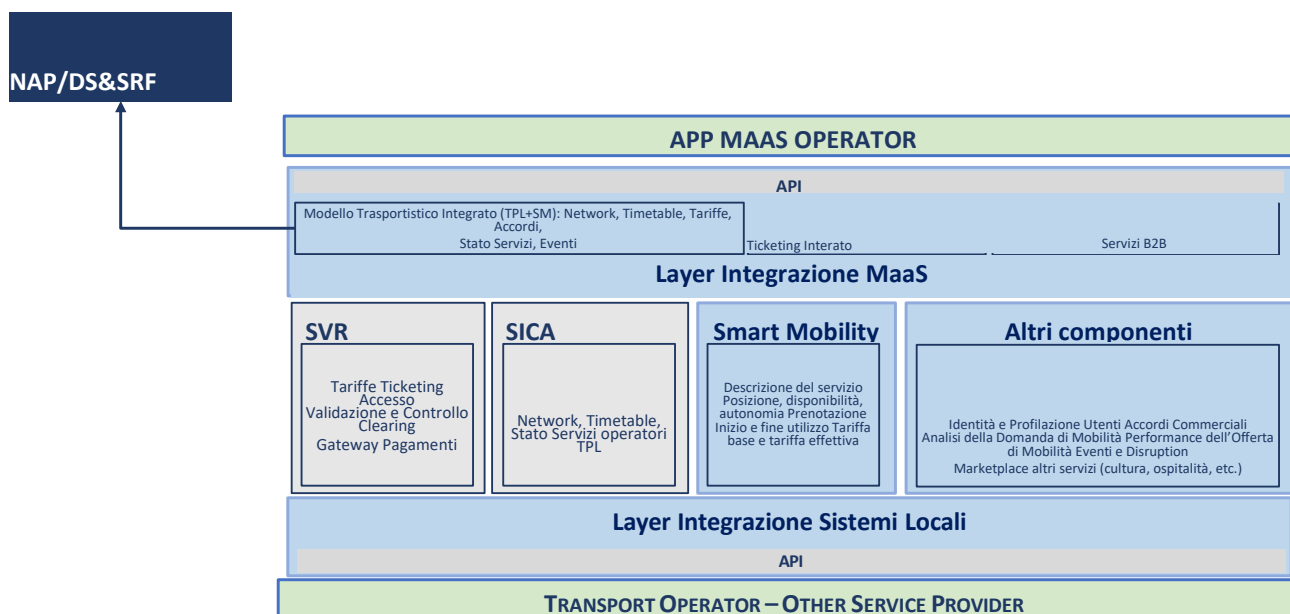 NAP/DS&SRF
APP MAAS OPERATOR
API
Modello Trasportistico Integrato (TPL+SM): Network, Timetable, Tariffe,
Accordi,
Stato Servizi, Eventi
Ticketing Interato
Servizi B2B
Layer Integrazione MaaS
SVR
Tariffe Ticketing
Accesso
Validazione e Controllo
Clearing
Gateway Pagamenti
SICA
Network, Timetable,
Stato Servizi operatori
TPL
Smart Mobility
Descrizione del servizio
Posizione, disponibilità,
autonomia Prenotazione
Inizio e fine utilizzo Tariffa
base e tariffa effettiva
Altri componenti
Identità e Profilazione Utenti Accordi Commerciali
Analisi della Domanda di Mobilità Performance dell’Offerta
di Mobilità Eventi e Disruption
Marketplace altri servizi (cultura, ospitalità, etc.)
Layer Integrazione Sistemi Locali
API
TRANSPORT OPERATOR – OTHER SERVICE PROVIDER